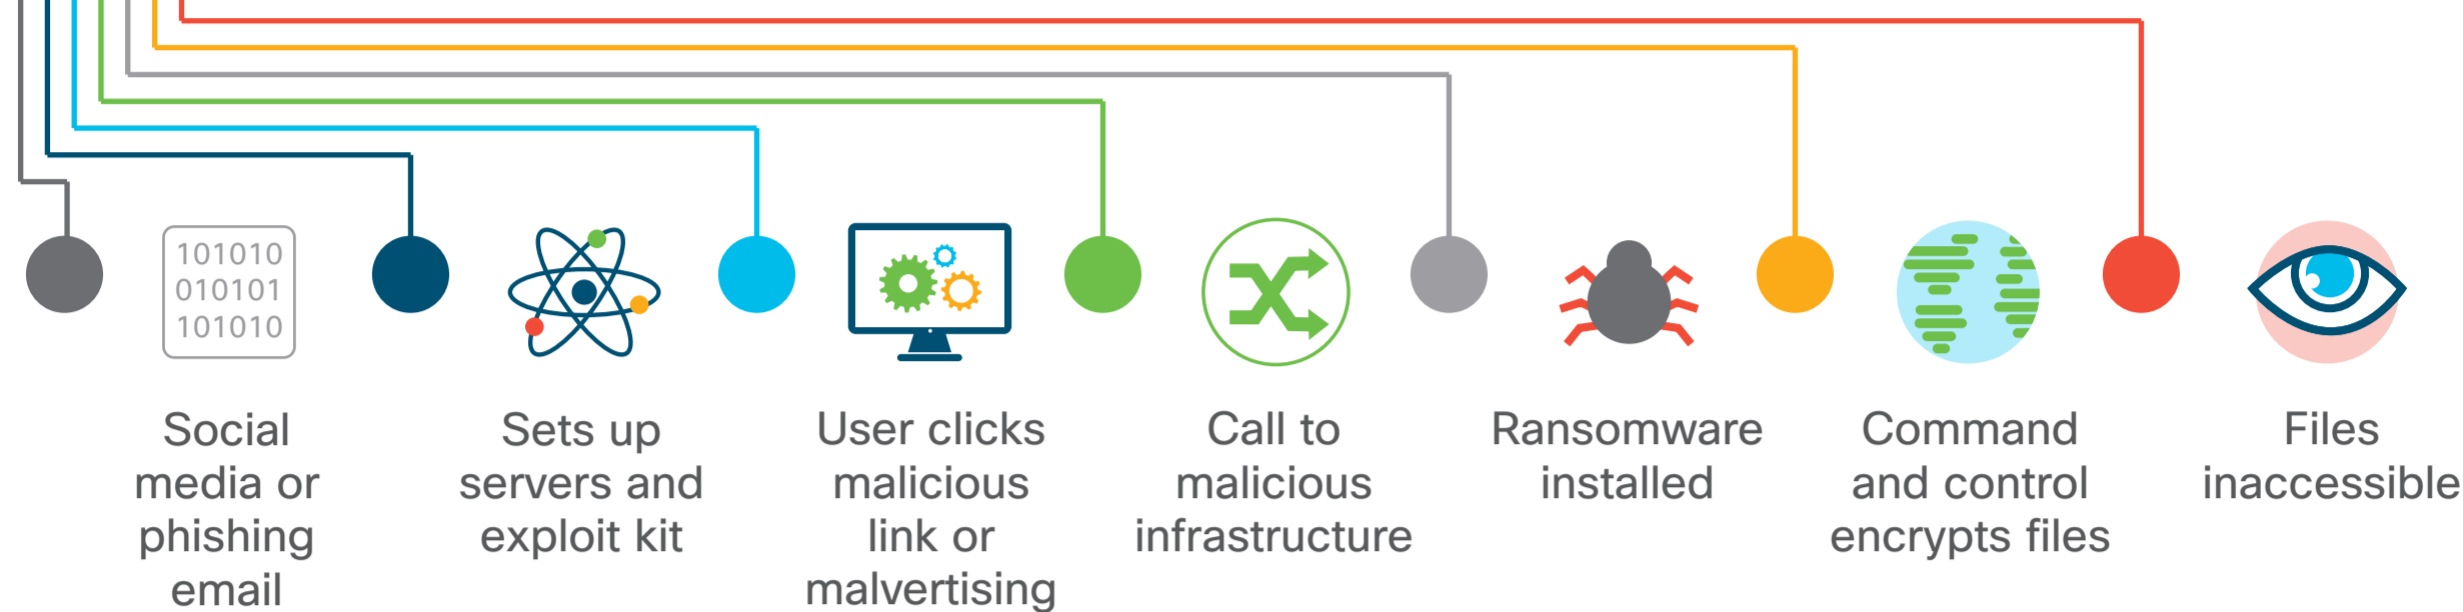 101010
010101
101010
Social
media or
phishing
email
Sets up
servers and
exploit kit
User clicks
malicious
link or
malvertising
Call to
malicious
infrastructure
Ransomware
installed
Command
and control
encrypts files
Files
inaccessible